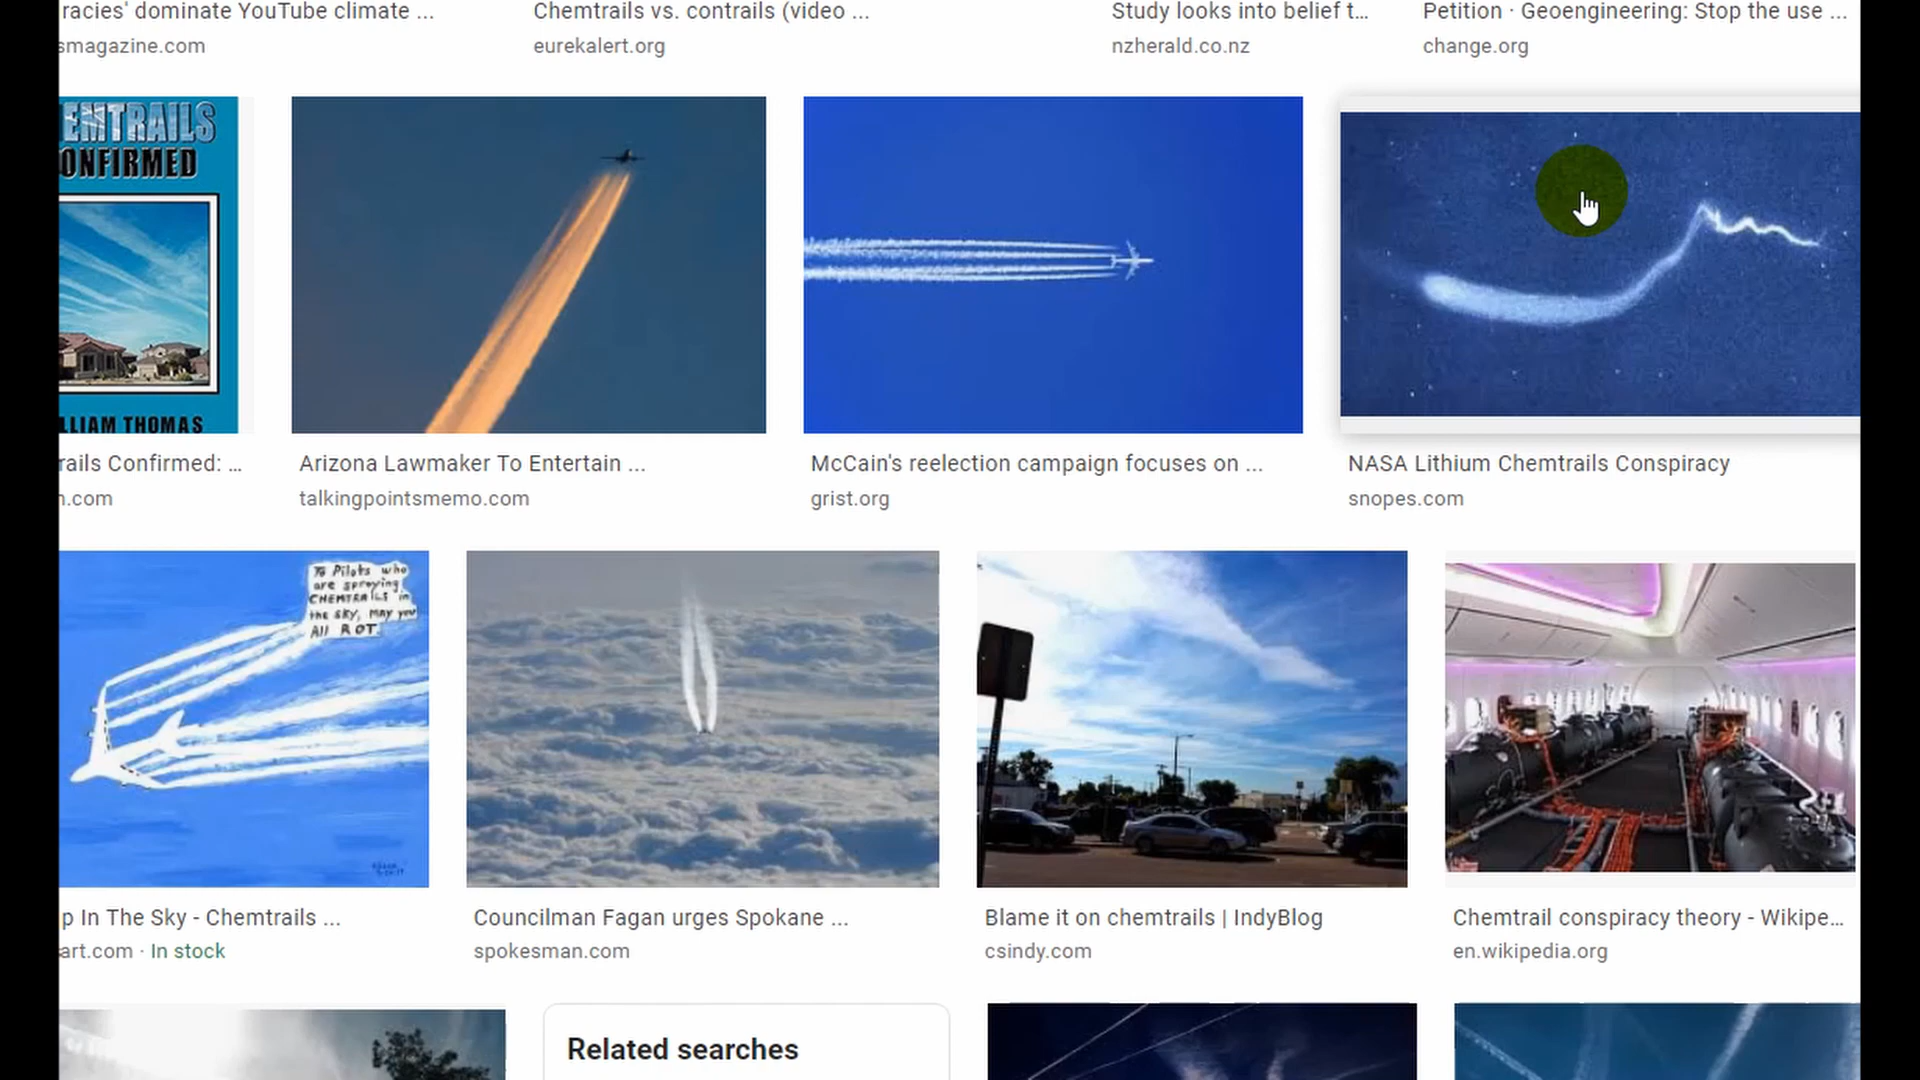 racies' dominate YouTube climate ...
smagazine.com
Chemtrails vs. contrails (video ...
eurekalert.org
Study looks into belief t...
nzherald.co.nz
Petition · Geoengineering: Stop the use ...
change.org
EMTRAILS
ONFIRMED
LLIAM THOMAS
rails Confirmed: ...
n.com
Arizona Lawmaker To Entertain ...
talkingpointsmemo.com
McCain's reelection campaign focuses on ...
grist.org
NASA Lithium Chemtrails Conspiracy
snopes.com
To Pilots who
are spraying
CHEMTRAILS in
the sky, MAY you
All ROT.
p In The Sky - Chemtrails ...
art.com · In stock
Councilman Fagan urges Spokane ...
spokesman.com
Blame it on chemtrails | IndyBlog
csindy.com
Chemtrail conspiracy theory - Wikipe...
en.wikipedia.org
Related searches